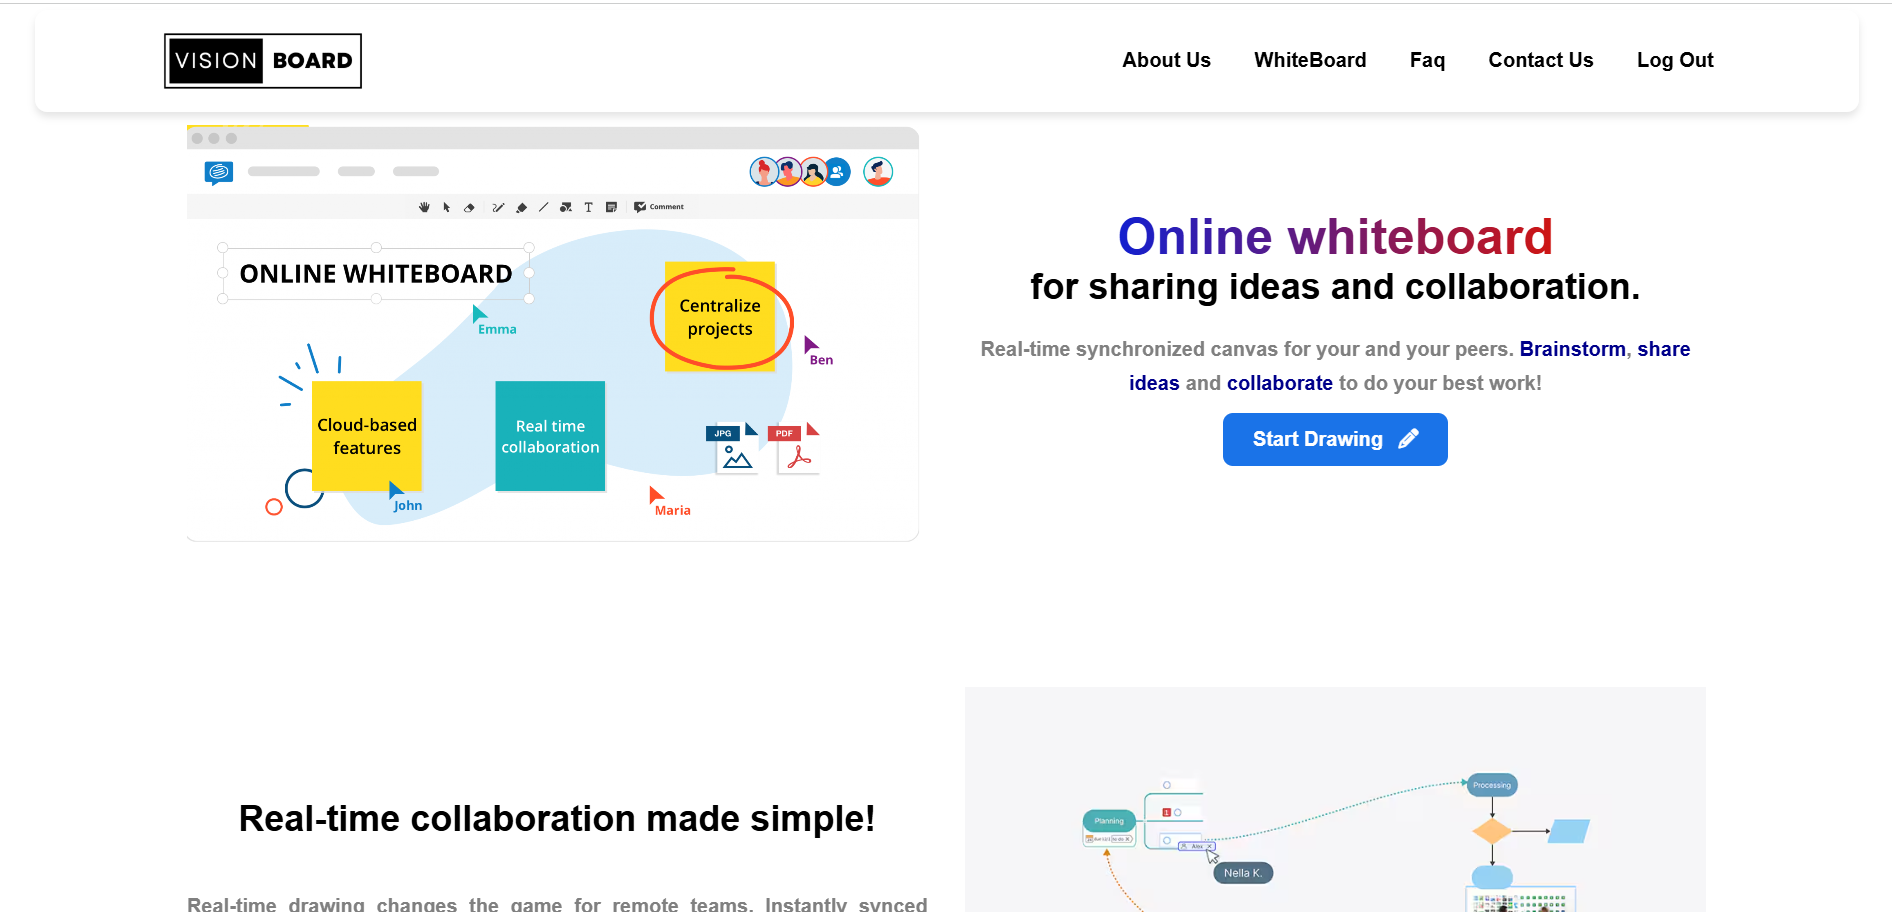 VISION BOARD
About Us WhiteBoard Faq Contact Us Log Out
Comment
ONLINE WHITEBOARD
Emma
Centralize
projects
Ben
Cloud-based
features
John
Real time
collaboration
JPG
PDF
Maria
Online whiteboard
for sharing ideas and collaboration.
Real-time synchronized canvas for your and your peers. Brainstorm, share
ideas and collaborate to do your best work!
Start Drawing
Real-time collaboration made simple!
Real-time drawing changes the game for remote teams. Instantly synced
Processing
Planning
1
Alex
Nella K.